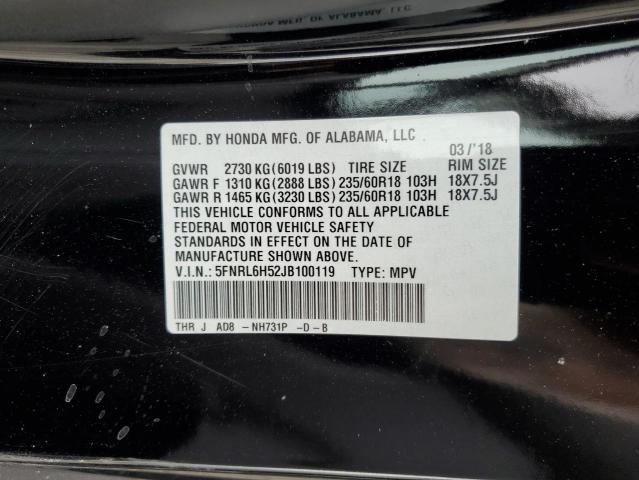 MFD. BY HONDA MFG. OF ALABAMA, LLC
03 /'18
GVWR 2730 KG(6019 LBS) TIRE SIZE RIM SIZE
GAWR F 1310 KG(2888 LBS) 235/60R18 103H 18X7.5J
GAWR R 1465 KG(3230 LBS) 235/60R18 103H 18X7.5J
THIS VEHICLE CONFORMS TO ALL APPLICABLE
FEDERAL MOTOR VEHICLE SAFETY
STANDARDS IN EFFECT ON THE DATE OF
MANUFACTURE SHOWN ABOVE.
V.I.N.: 5FNRL6H52JB100119 TYPE: MPV
THR J AD8 -NH731P -D-B